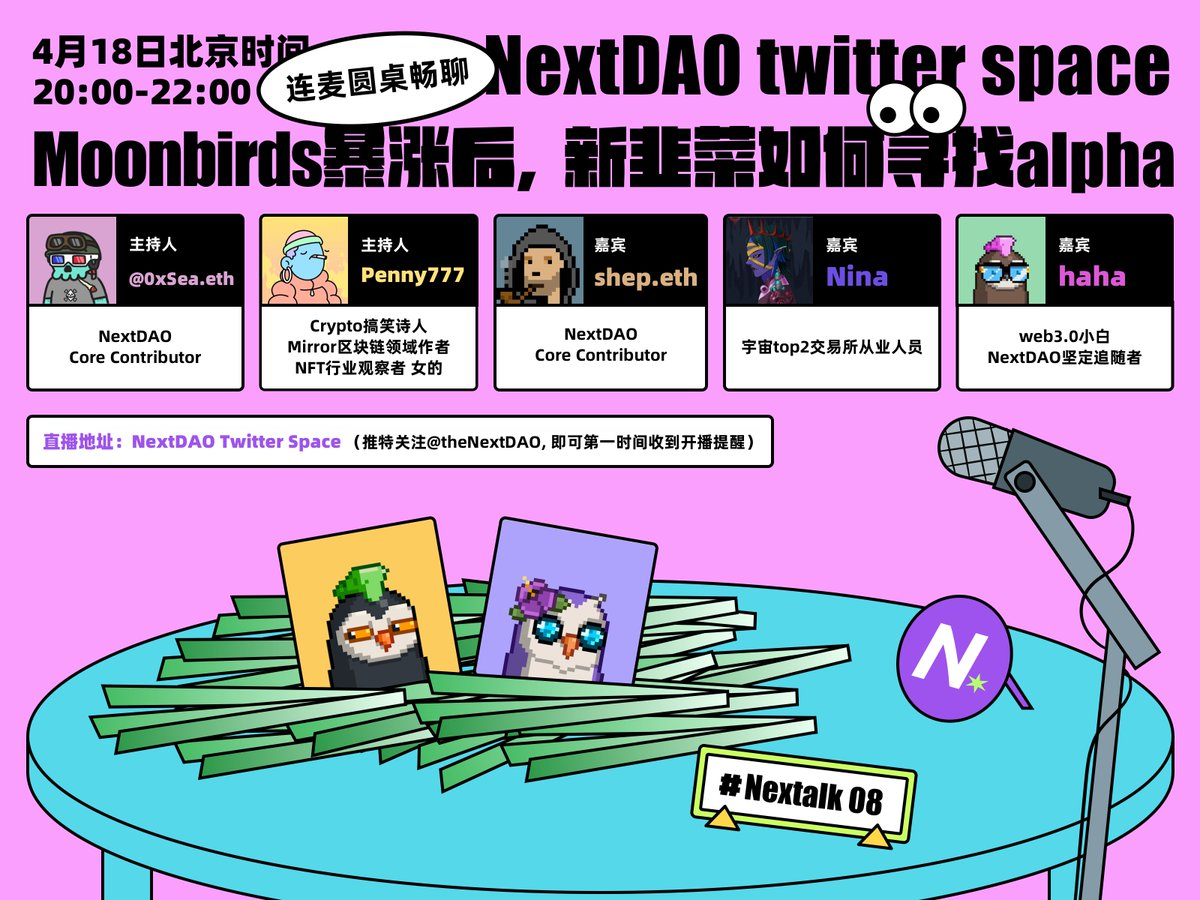 4月18日北京时间
20:00-22:00
连麦圆桌畅聊
NextDAO twitter space
Moonbirds暴涨后,新韭菜如何寻找alpha
主持人
@0xSea.eth
NextDAO
Core Contributor
主持人
Penny777
Crypto搞笑诗人
Mirror区块链领域作者
NFT行业观察者 女的
嘉宾
shep.eth
NextDAO
Core Contributor
嘉宾
Nina
宇宙top2交易所从业人员
嘉宾
haha
web3.0小白
NextDAO坚定追随者
直播地址：NextDAO Twitter Space（推特关注@theNextDAO, 即可第一时间收到开播提醒）
N
#Nextalk 08